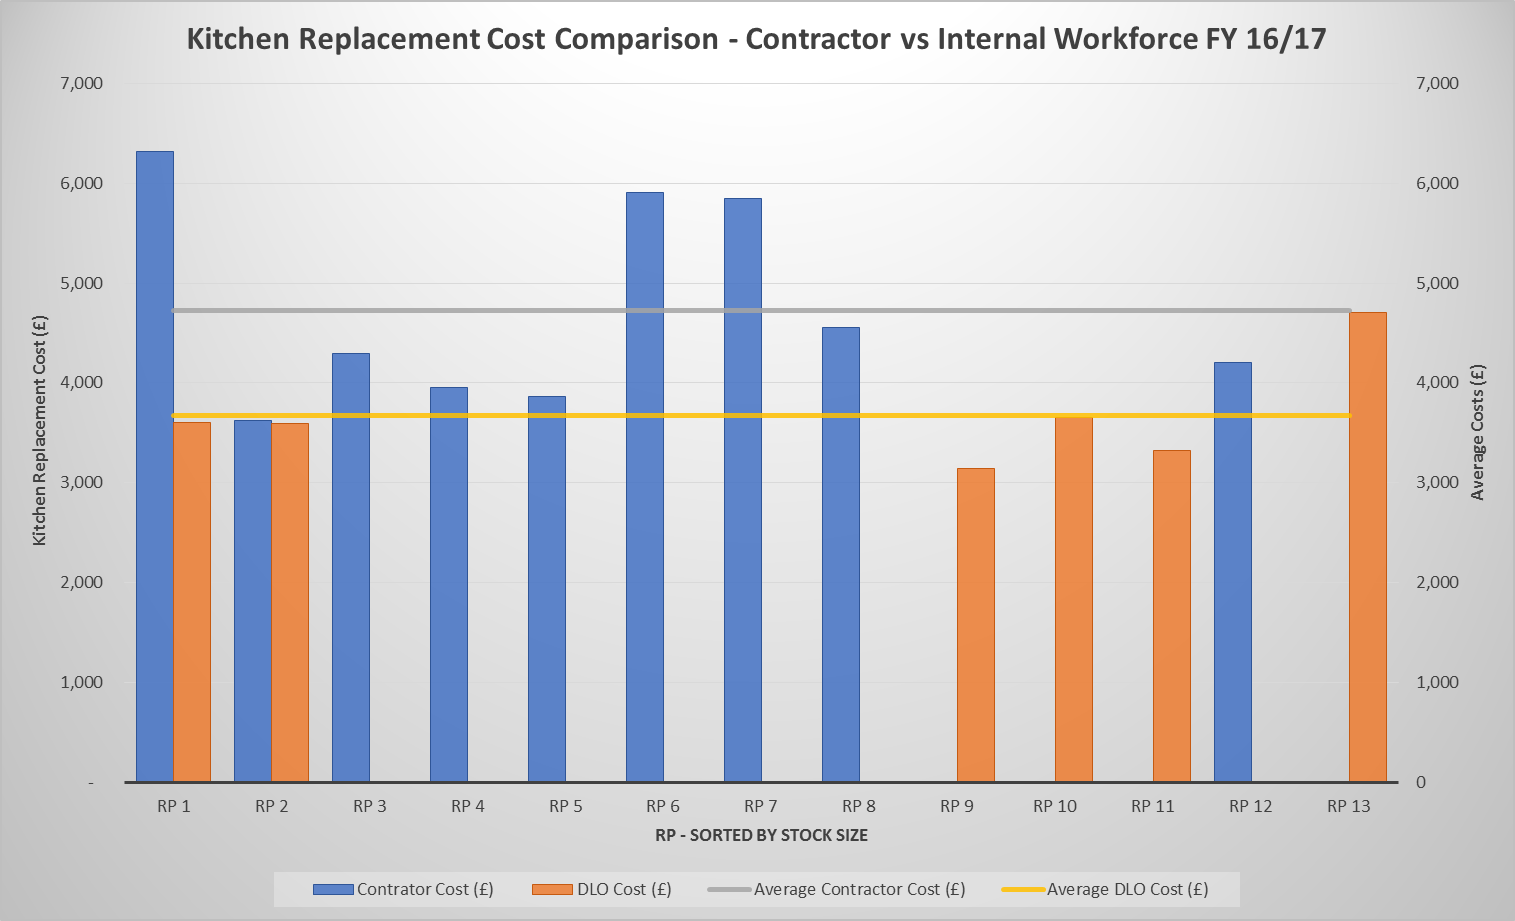 Kitchen Replacement Cost Comparison - Contractor vs Internal Workforce FY 16/17
7,000
6,000
5,000
4,000
3,000
2,000
1,000
-
Kitchen Replacement Cost (£)
7,000
6,000
5,000
4,000
3,000
2,000
1,000
0
Average Costs (£)
RP 1 RP 2 RP 3 RP 4 RP 5 RP 6 RP 7 RP 8 RP 9 RP 10 RP 11 RP 12 RP 13
RP - SORTED BY STOCK SIZE
Contrator Cost (£) DLO Cost (£) Average Contractor Cost (£) Average DLO Cost (£)